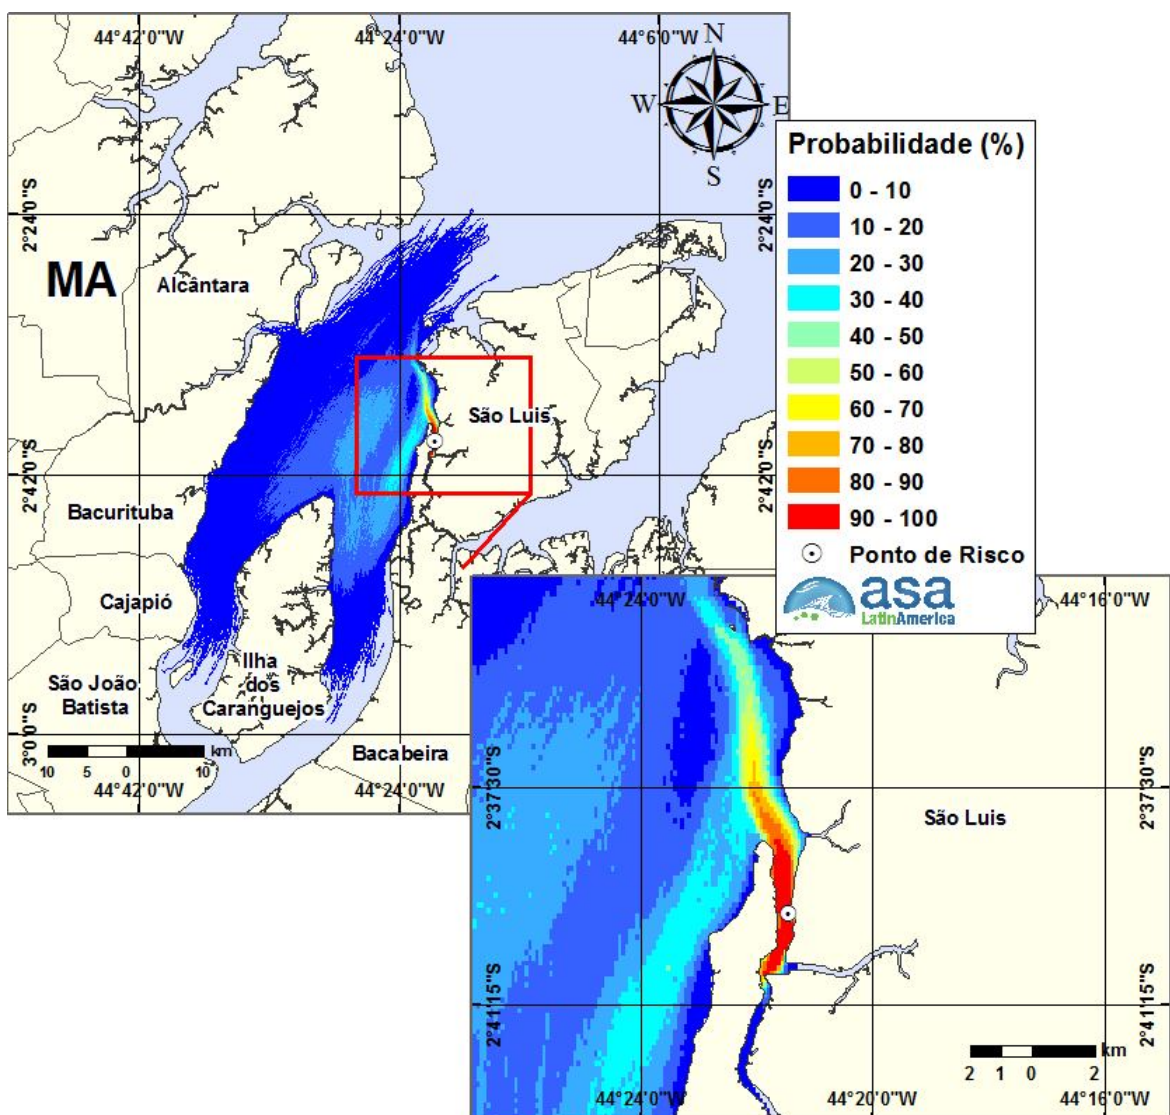 44°42'0"W
44°24'0"W
44°6'0"W
N
W
E
S
Probabilidade (%)
0 - 10
10 - 20
20 - 30
30 - 40
40 - 50
50 - 60
60 - 70
70 - 80
80 - 90
90 - 100
Ponto de Risco
asa
LatinAmerica
2°24'0"S
2°24'0"S
MA
Alcântara
São Luis
2°42'0"S
2°42'0"S
Bacurituba
Cajapió
Ilha
dos
Caranguejos
São João
Batista
Bacabeira
3°0'0"S
km
10 5 0 10
44°42'0"W
44°24'0"W
44°24'0"W
44°16'0"W
2°37'30"S
2°37'30"S
São Luis
2°41'15"S
2°41'15"S
km
2 1 0 2
44°24'0"W
44°20'0"W
44°16'0"W